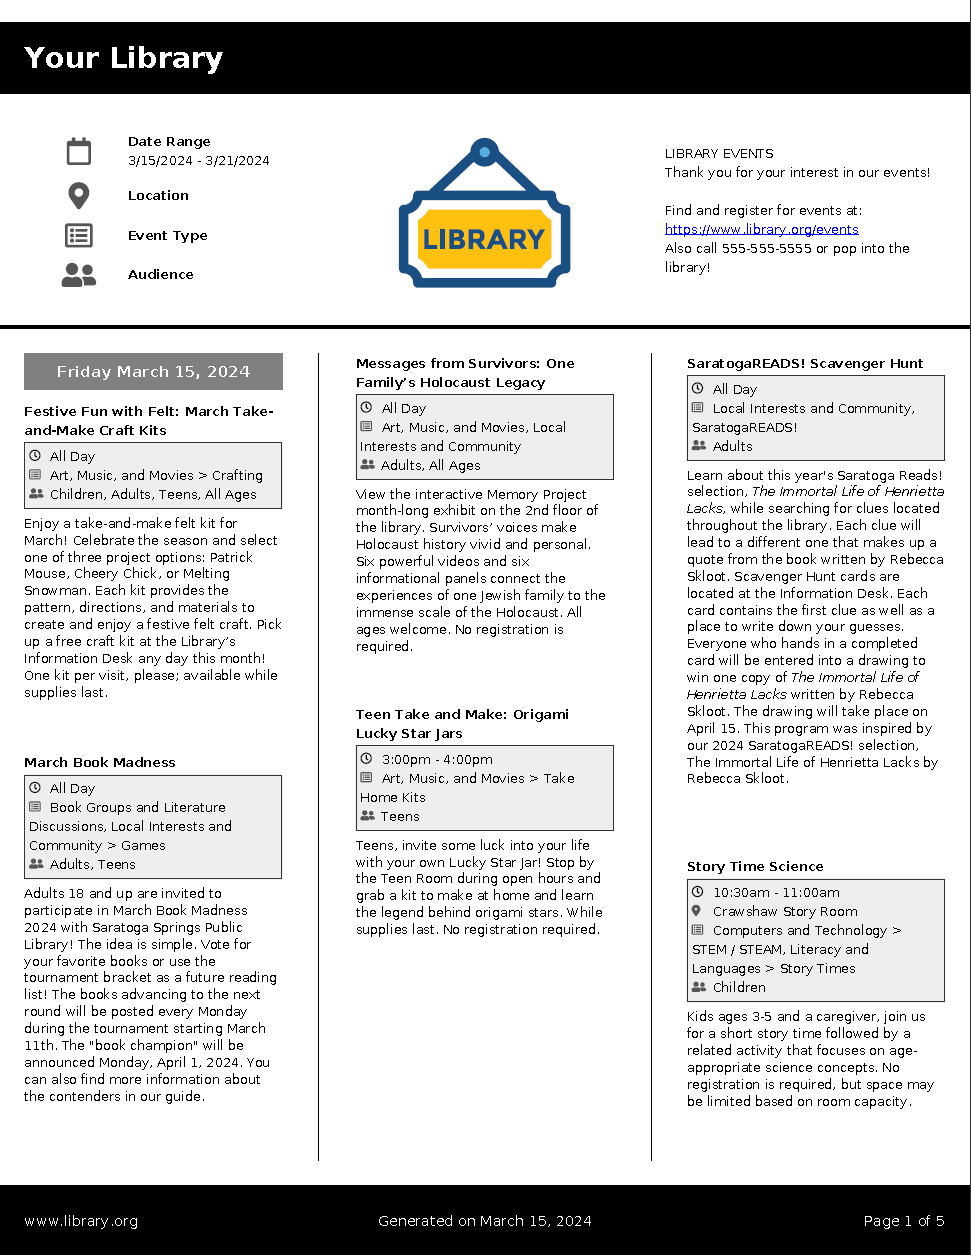 Your Library
Date Range
3/15/2024 - 3/21/2024
Location
Event Type
Audience
LIBRARY
LIBRARY EVENTS
Thank you for your interest in our events!
Find and register for events at:
https://www.library.org/events
Also call 555-555-5555 or pop into the
library!
Friday March 15, 2024
Festive Fun with Felt: March Take-
and-Make Craft Kits
All Day
Art, Music, and Movies > Crafting
Children, Adults, Teens, All Ages
Enjoy a take-and-make felt kit for
March! Celebrate the season and select
one of three project options: Patrick
Mouse, Cheery Chick, or Melting
Snowman. Each kit provides the
pattern, directions, and materials to
create and enjoy a festive felt craft. Pick
up a free craft kit at the Library’s
Information Desk any day this month!
One kit per visit, please; available while
supplies last.
March Book Madness
All Day
Book Groups and Literature
Discussions, Local Interests and
Community > Games
Adults, Teens
Adults 18 and up are invited to
participate in March Book Madness
2024 with Saratoga Springs Public
Library! The idea is simple. Vote for
your favorite books or use the
tournament bracket as a future reading
list! The books advancing to the next
round will be posted every Monday
during the tournament starting March
11th. The "book champion" will be
announced Monday, April 1, 2024. You
can also find more information about
the contenders in our guide.
Messages from Survivors: One
Family’s Holocaust Legacy
All Day
Art, Music, and Movies, Local
Interests and Community
Adults, All Ages
View the interactive Memory Project
month-long exhibit on the 2nd floor of
the library. Survivors’ voices make
Holocaust history vivid and personal.
Six powerful videos and six
informational panels connect the
experiences of one Jewish family to the
immense scale of the Holocaust. All
ages welcome. No registration is
required.
Teen Take and Make: Origami
Lucky Star Jars
3:00pm - 4:00pm
Art, Music, and Movies > Take
Home Kits
Teens
Teens, invite some luck into your life
with your own Lucky Star Jar! Stop by
the Teen Room during open hours and
grab a kit to make at home and learn
the legend behind origami stars. While
supplies last. No registration required.
SaratogaREADS! Scavenger Hunt
All Day
Local Interests and Community,
SaratogaREADS!
Adults
Learn about this year's Saratoga Reads!
selection, The Immortal Life of Henrietta
Lacks, while searching for clues located
throughout the library. Each clue will
lead to a different one that makes up a
quote from the book written by Rebecca
Skloot. Scavenger Hunt cards are
located at the Information Desk. Each
card contains the first clue as well as a
place to write down your guesses.
Everyone who hands in a completed
card will be entered into a drawing to
win one copy of The Immortal Life of
Henrietta Lacks written by Rebecca
Skloot. The drawing will take place on
April 15. This program was inspired by
our 2024 SaratogaREADS! selection,
The Immortal Life of Henrietta Lacks by
Rebecca Skloot.
Story Time Science
10:30am - 11:00am
Crawshaw Story Room
Computers and Technology >
STEM / STEAM, Literacy and
Languages > Story Times
Children
Kids ages 3-5 and a caregiver, join us
for a short story time followed by a
related activity that focuses on age-
appropriate science concepts. No
registration is required, but space may
be limited based on room capacity.
www.library.org
Generated on March 15, 2024
Page 1 of 5